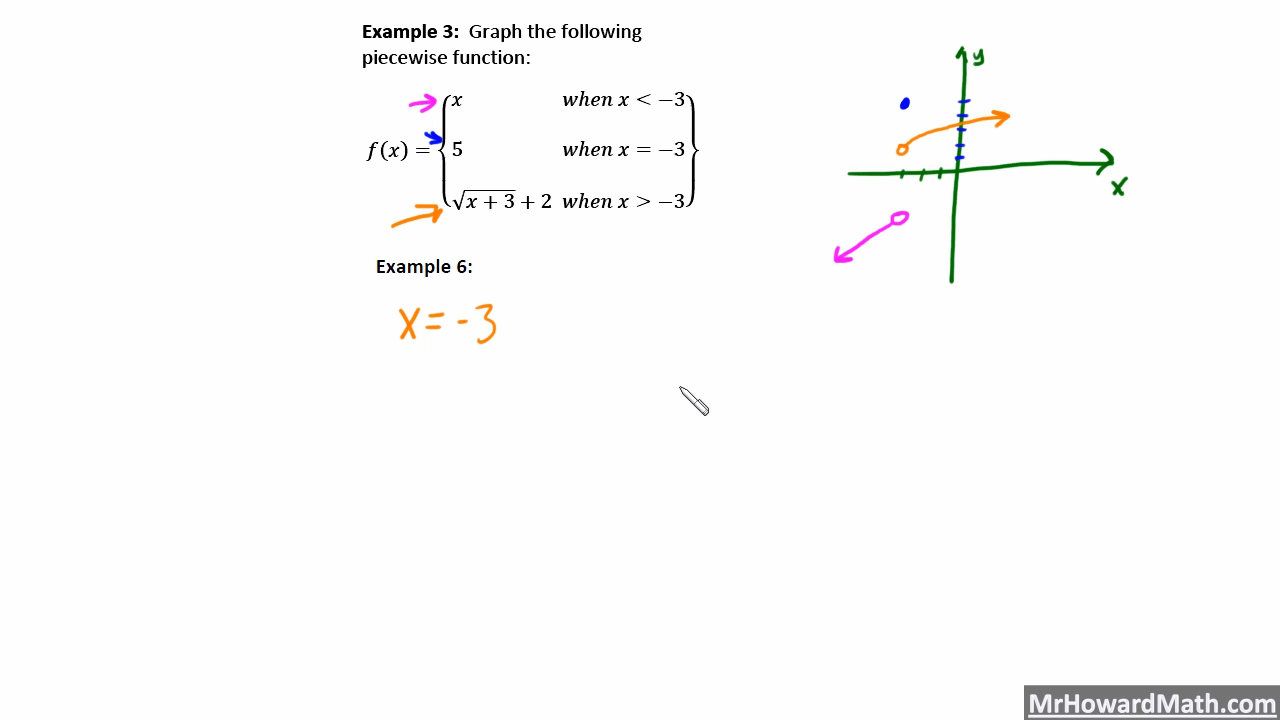 Example 3: Graph the following
piecewise function:
x when x < −3
f(x) = 5 when x = −3
√x + 3 + 2 when x > −3
Example 6:
x = -3
y
x
MrHowardMath.com